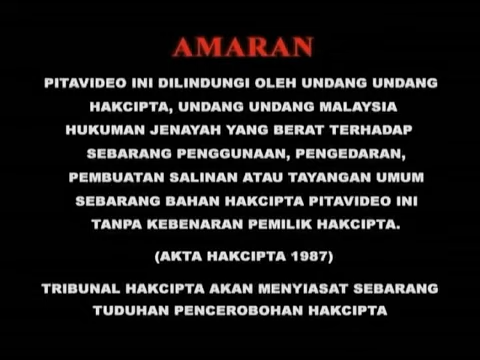 AMARAN
PITAVIDEO INI DILINDUNGI OLEH UNDANG UNDANG
HAKCIPTA, UNDANG UNDANG MALAYSIA
HUKUMAN JENAYAH YANG BERAT TERHADAP
SEBARANG PENGGUNAAN, PENGEDARAN,
PEMBUATAN SALINAN ATAU TAYANGAN UMUM
SEBARANG BAHAN HAKCIPTA PITAVIDEO INI
TANPA KEBENARAN PEMILIK HAKCIPTA.
(AKTA HAKCIPTA 1987)
TRIBUNAL HAKCIPTA AKAN MENYIASAT SEBARANG
TUDUHAN PENCEROBOHAN HAKCIPTA